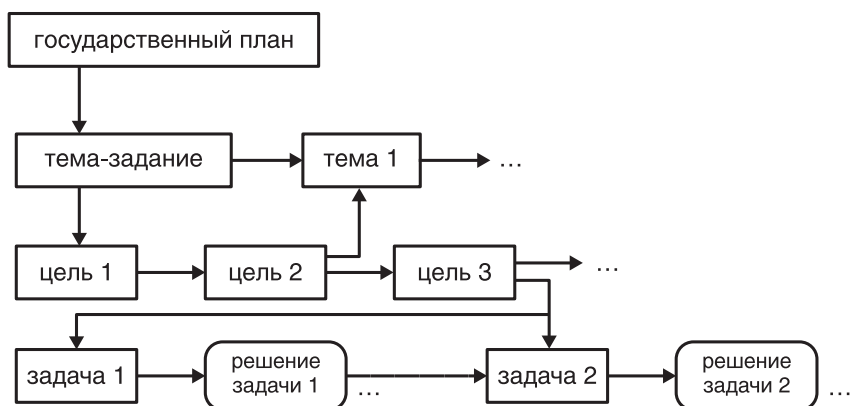 государственный план
тема-задание
тема 1
...
цель 1
цель 2
цель 3
...
задача 1
решение
задачи 1
...
задача 2
решение
задачи 2
...